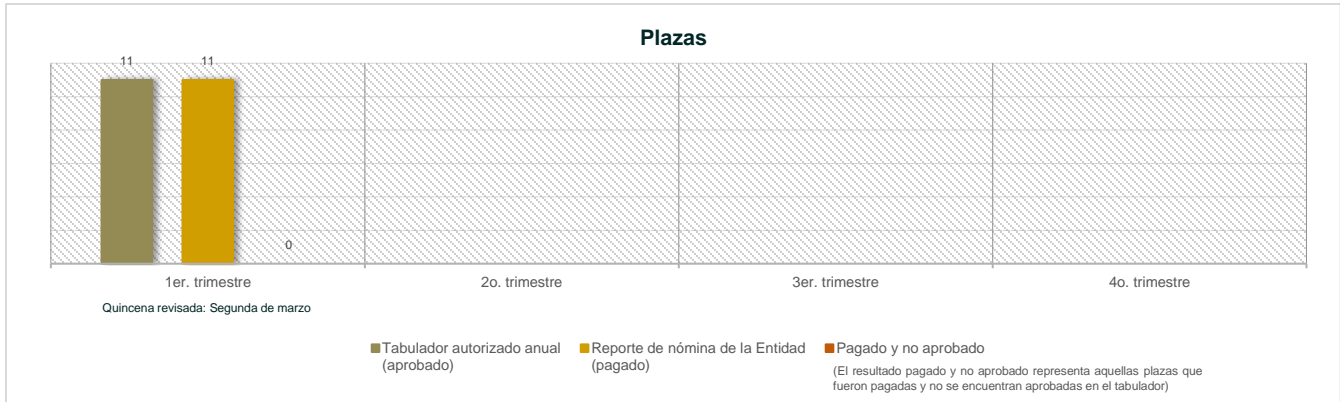 Plazas
11
11
0
1er. trimestre
2o. trimestre
3er. trimestre
4o. trimestre
Quincena revisada: Segunda de marzo
Tabulador autorizado anual
(aprobado)
Reporte de nómina de la Entidad
(pagado)
Pagado y no aprobado
(El resultado pagado y no aprobado representa aquellas plazas que
fueron pagadas y no se encuentran aprobadas en el tabulador)